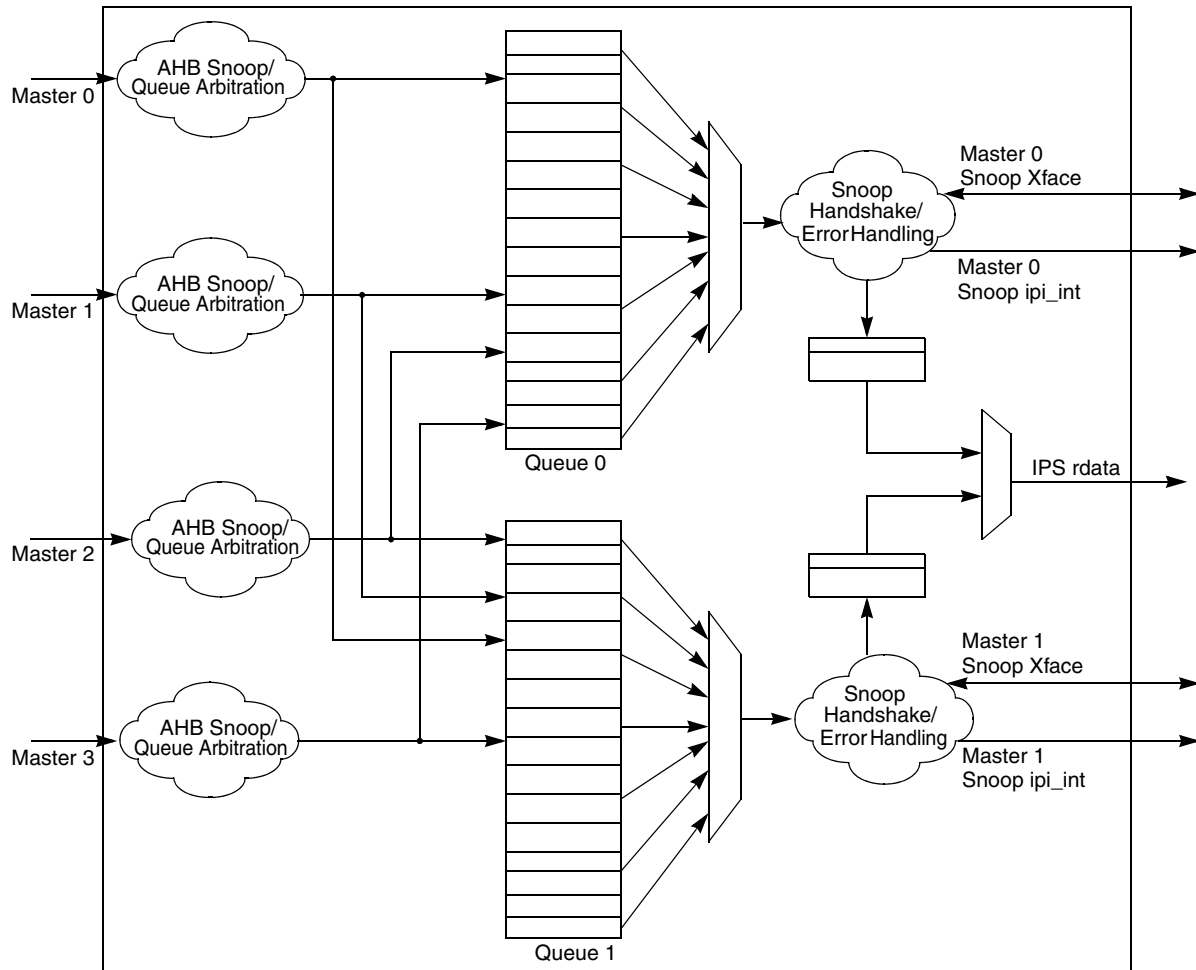 AHB Snoop/
Queue Arbitration
Master 0
AHB Snoop/
Queue Arbitration
Master 1
AHB Snoop/
Queue Arbitration
Master 2
AHB Snoop/
Queue Arbitration
Master 3
Queue 0
Queue 1
Snoop
Handshake/
Error Handling
Master 0
Snoop Xface
Master 0
Snoop ipi_int
IPS rdata
Snoop
Handshake/
Error Handling
Master 1
Snoop Xface
Master 1
Snoop ipi_int